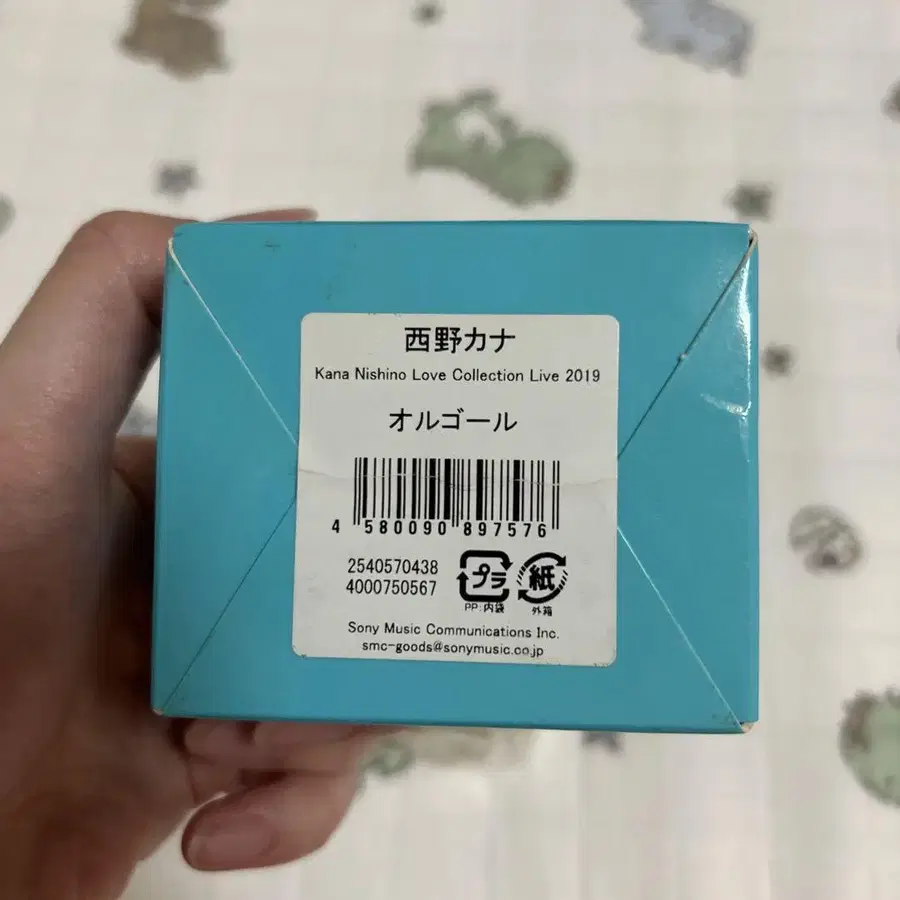 西野カナ
Kana Nishino Love Collection Live 2019
オルゴール
4 580090 897576
2540570438
4000750567
プラ
紙
PP:内袋
外箱
Sony Music Communications Inc.
smc-goods@sonymusic.co.jp